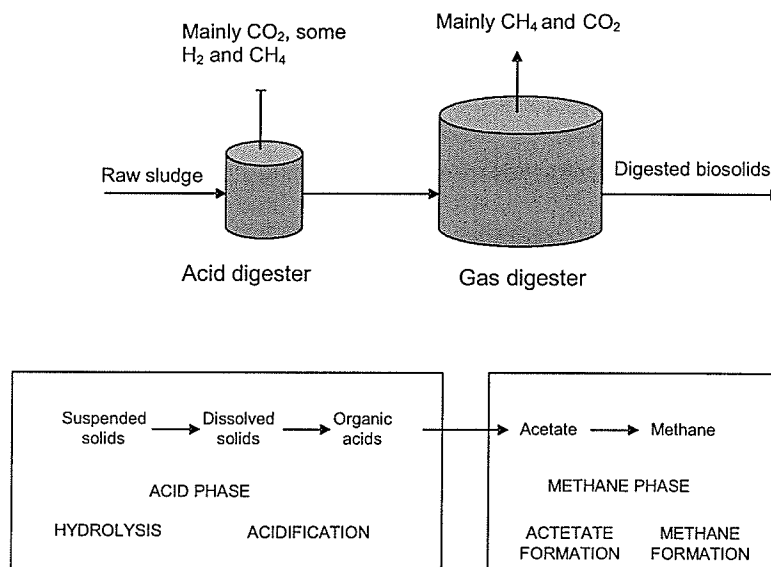 Mainly CO₂, some
H₂ and CH₄
Mainly CH₄ and CO₂
Raw sludge
Digested biosolids
Acid digester
Gas digester
Suspended
solids
Dissolved
solids
Organic
acids
Acetate
Methane
ACID PHASE
METHANE PHASE
HYDROLYSIS
ACIDIFICATION
ACTETATE
FORMATION
METHANE
FORMATION